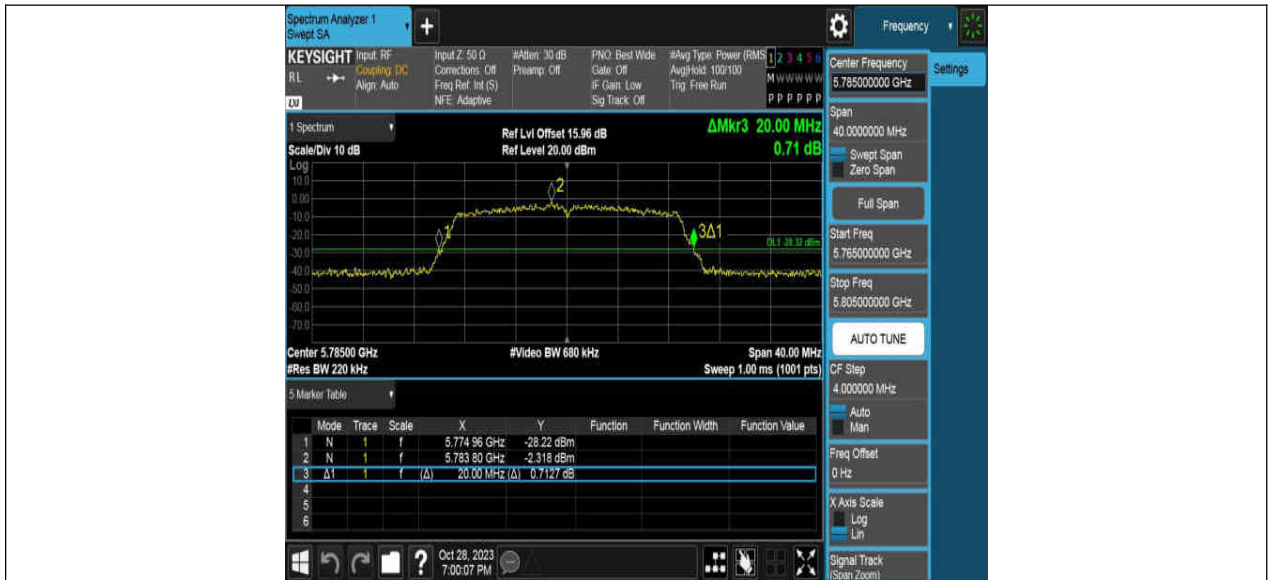 Spectrum Analyzer 1
Swept SA
+
Frequency
KEYSIGHT
RL
LXI
Input: RF
Coupling: DC
Align: Auto
Input Z: 50 Ω
Corrections: Off
Freq Ref: Int (S)
NFE: Adaptive
#Atten: 30 dB
Preamp: Off
PNO: Best Wide
Gate: Off
IF Gain: Low
Sig Track: Off
#Avg Type: Power (RMS
Avg|Hold: 100/100
Trig: Free Run
1 2 3 4 5 6
M W W W W W
P P P P P P
Center Frequency
5.785000000 GHz
Settings
Span
40.0000000 MHz
Swept Span
Zero Span
Full Span
Start Freq
5.765000000 GHz
Stop Freq
5.805000000 GHz
AUTO TUNE
CF Step
4.000000 MHz
Auto
Man
Freq Offset
0 Hz
X Axis Scale
Log
Lin
Signal Track
(Span Zoom)
1 Spectrum
Scale/Div 10 dB
Ref Lvl Offset 15.96 dB
Ref Level 20.00 dBm
ΔMkr3 20.00 MHz
0.71 dB
Log
10.0
0.00
-10.0
-20.0
-30.0
-40.0
-50.0
-60.0
-70.0
1
2
3Δ1
DL1 -28.32 dBm
Center 5.78500 GHz
#Video BW 680 kHz
Span 40.00 MHz
#Res BW 220 kHz
Sweep 1.00 ms (1001 pts)
5 Marker Table
Mode Trace Scale X Y Function Function Width Function Value
1 N 1 f 5.774 96 GHz -28.22 dBm
2 N 1 f 5.783 80 GHz -2.318 dBm
3 Δ1 1 f (Δ) 20.00 MHz (Δ) 0.7127 dB
4
5
6
?
Oct 28, 2023
7:00:07 PM